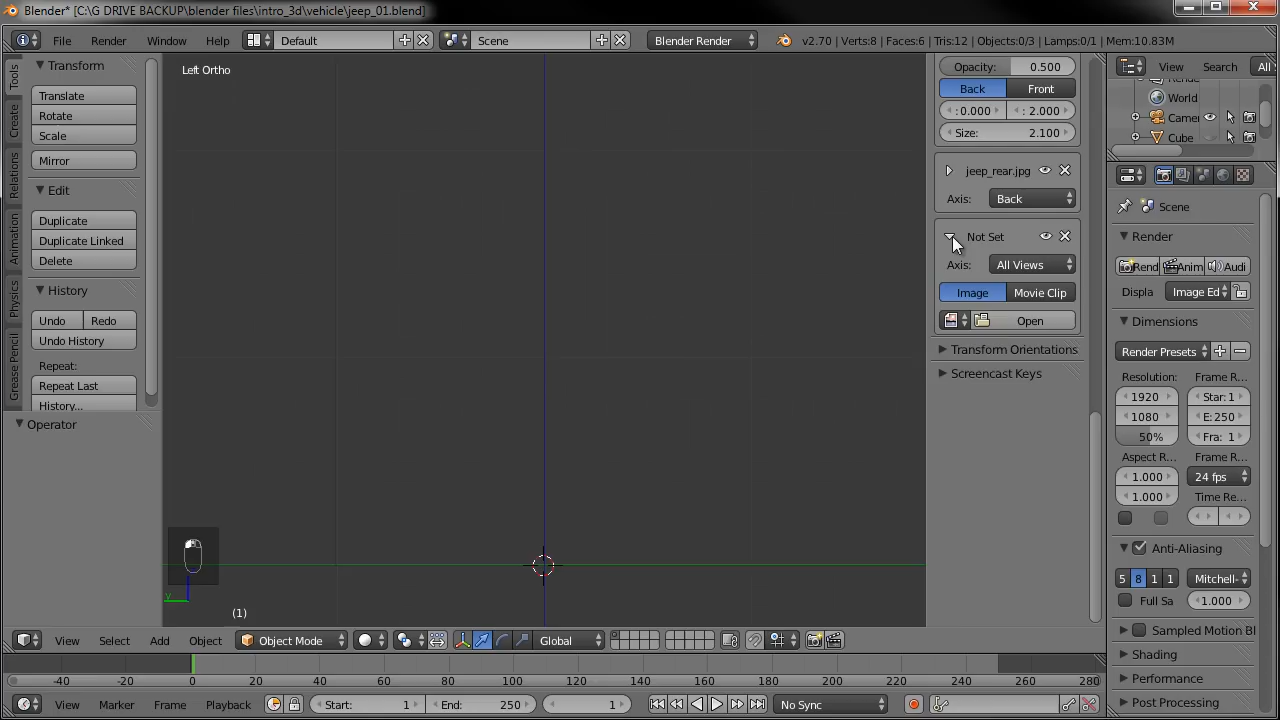 Blender* [C:\G DRIVE BACKUP\blender files\intro_3d\vehicle\jeep_01.blend]
File Render Window Help Default Scene Blender Render v2.70 | Verts:8 | Faces:6 | Tris:12 | Objects:0/3 | Lamps:0/1 | Mem:10.83M
Tools
Create
Relations
Animation
Physics
Grease Pencil
Transform
Translate
Rotate
Scale
Mirror
Edit
Duplicate
Duplicate Linked
Delete
History
Undo Redo
Undo History
Repeat:
Repeat Last
History...
Operator
Left Ortho
y
(1)
Opacity: 0.500
Back Front
: 0.000 : 2.000
Size: 2.100
jeep_rear.jpg
Axis: Back
Not Set
Axis: All Views
Image Movie Clip
Open
Transform Orientations
Screencast Keys
View Search All
World
Camer
Cube
Scene
Render
Rend Anim Audi
Displa Image Ed
Dimensions
Render Presets
Resolution: Frame R...
1920 Star: 1
1080 E: 250
50% Fra: 1
Aspect R... Frame R...
1.000 24 fps
1.000 Time Re...
Anti-Aliasing
5 8 1 1 Mitchell-
Full Sa 1.000
Sampled Motion Bl
Shading
Performance
Post Processing
View Select Add Object Object Mode Global
-40 -20 0 20 40 60 80 100 120 140 160 180 200 220 240 260 280
View Marker Frame Playback Start: 1 End: 250 1 No Sync